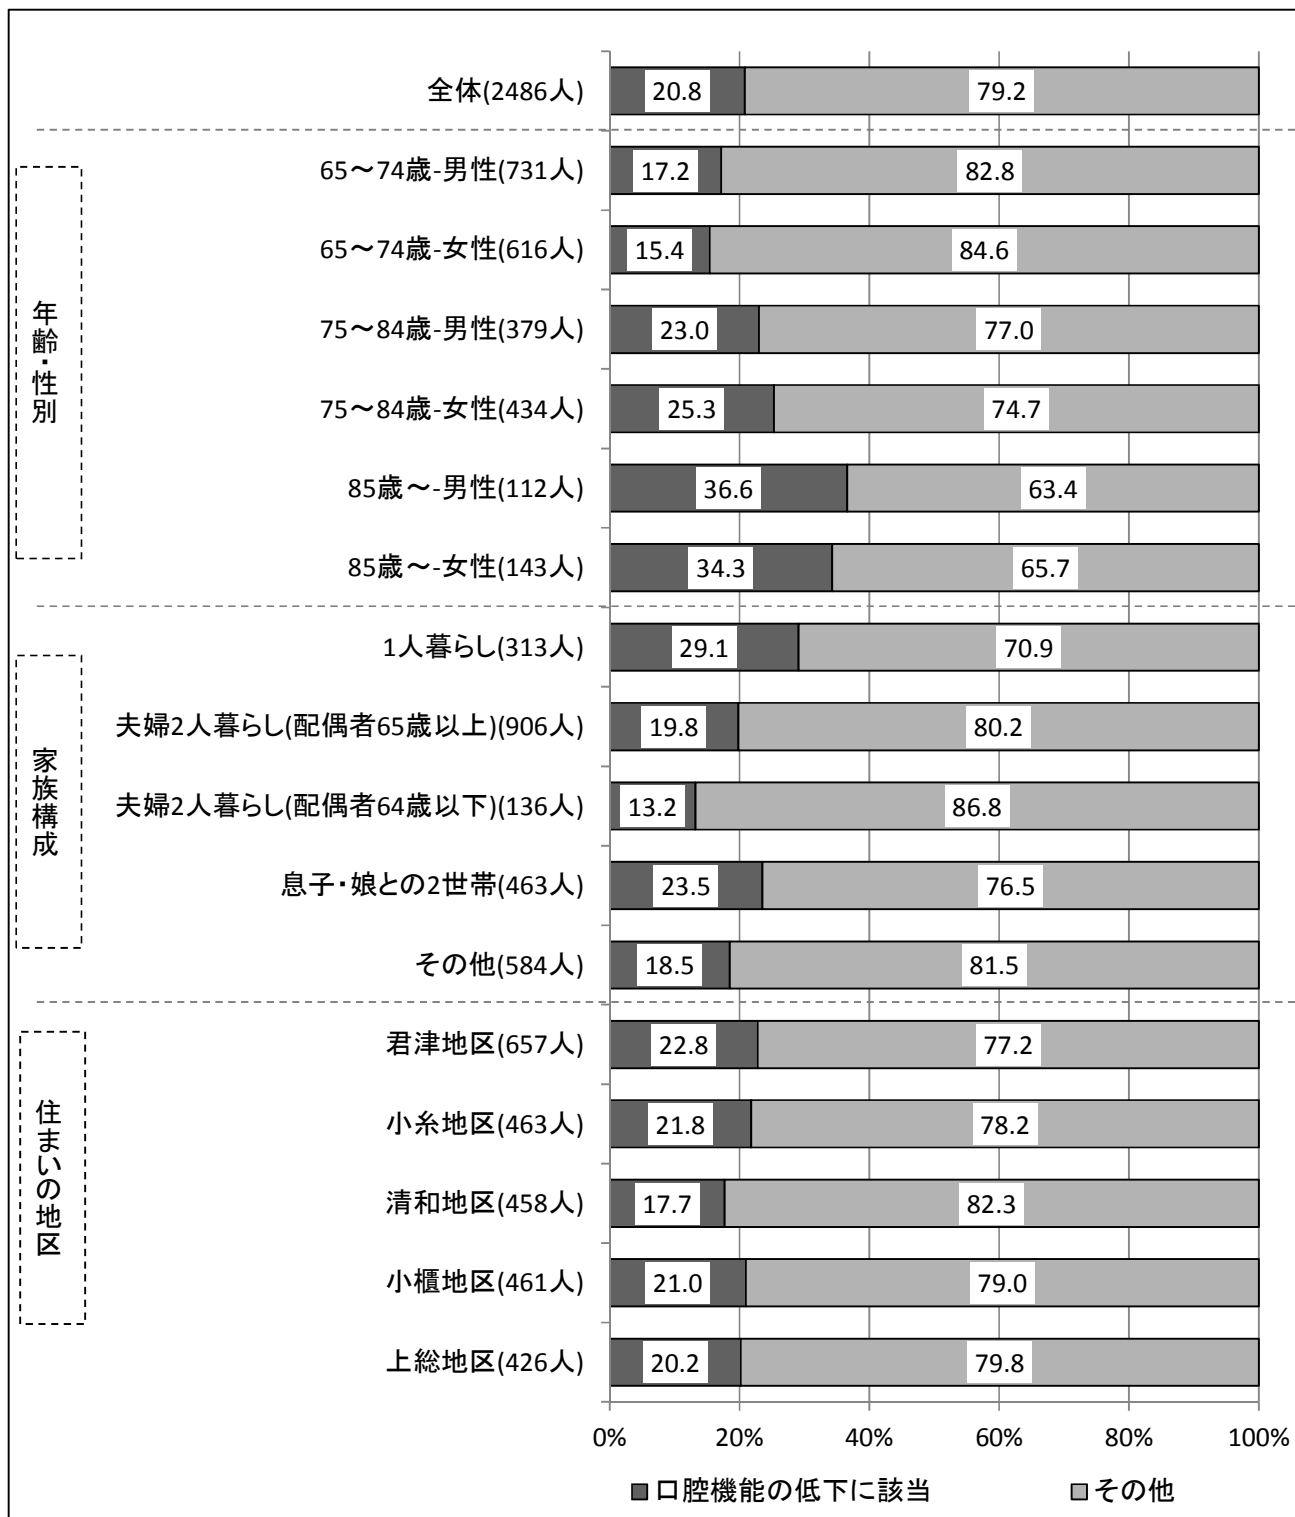 全体(2486人) 20.8 79.2
年齢・性別
65～74歳-男性(731人) 17.2 82.8
65～74歳-女性(616人) 15.4 84.6
75～84歳-男性(379人) 23.0 77.0
75～84歳-女性(434人) 25.3 74.7
85歳～-男性(112人) 36.6 63.4
85歳～-女性(143人) 34.3 65.7
家族構成
1人暮らし(313人) 29.1 70.9
夫婦2人暮らし(配偶者65歳以上)(906人) 19.8 80.2
夫婦2人暮らし(配偶者64歳以下)(136人) 13.2 86.8
息子・娘との2世帯(463人) 23.5 76.5
その他(584人) 18.5 81.5
住まいの地区
君津地区(657人) 22.8 77.2
小糸地区(463人) 21.8 78.2
清和地区(458人) 17.7 82.3
小櫃地区(461人) 21.0 79.0
上総地区(426人) 20.2 79.8
0% 20% 40% 60% 80% 100%
口腔機能の低下に該当 その他